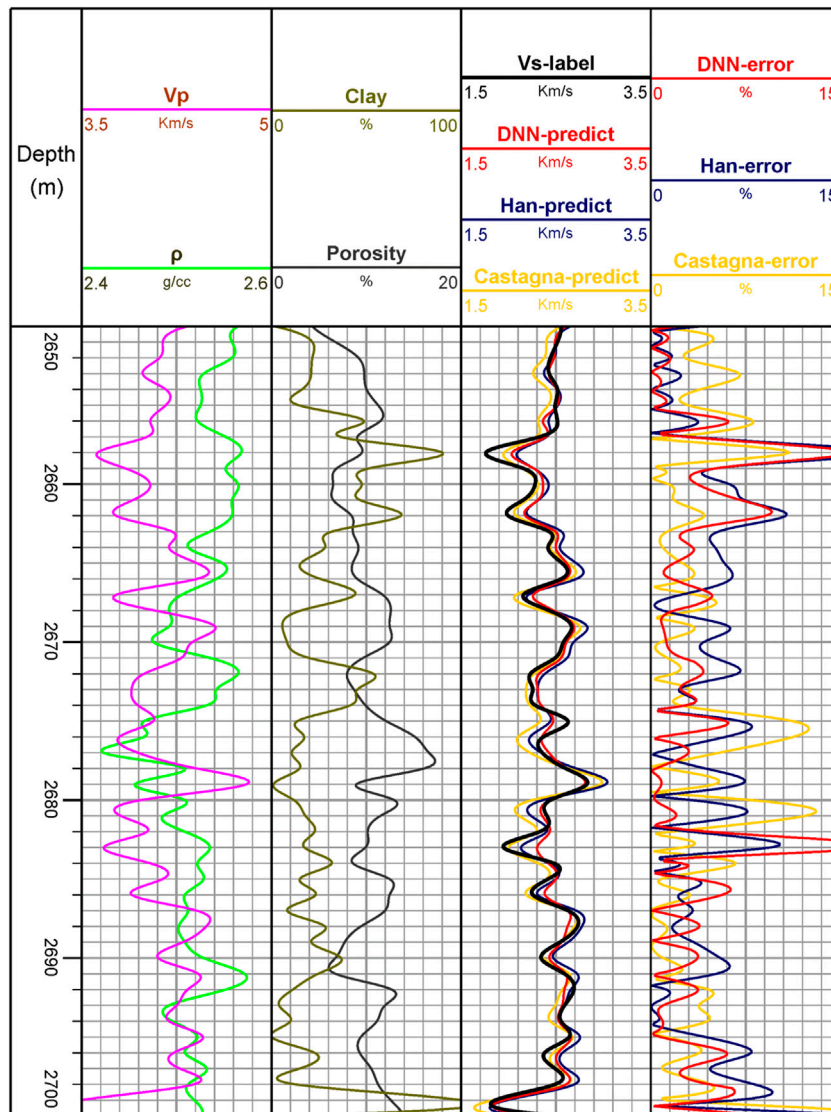 Depth
(m)
Vp
3.5 Km/s 5
ρ
2.4 g/cc 2.6
Clay
0 % 100
Porosity
0 % 20
Vs-label
1.5 Km/s 3.5
DNN-predict
1.5 Km/s 3.5
Han-predict
1.5 Km/s 3.5
Castagna-predict
1.5 Km/s 3.5
DNN-error
0 % 15
Han-error
0 % 15
Castagna-error
0 % 15
2650
2660
2670
2680
2690
2700